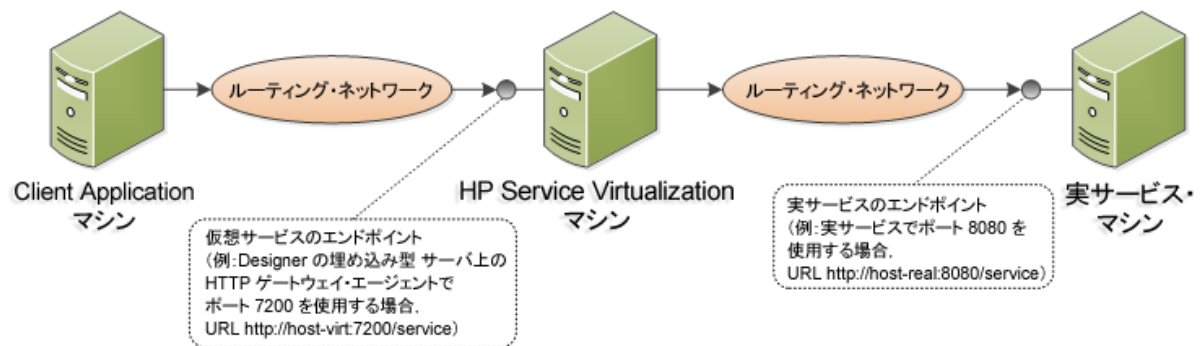 ルーティング・ネットワーク
ルーティング・ネットワーク
Client Application
マシン
HP Service Virtualization
マシン
実サービス・
マシン
仮想サービスのエンドポイント
(例:Designer の埋め込み型 サーバ上の
HTTP ゲートウェイ・エージェントで
ポート 7200 を使用する場合,
URL http://host-virt:7200/service)
実サービスのエンドポイント
(例:実サービスでポート 8080 を
使用する場合,
URL http://host-real:8080/service)